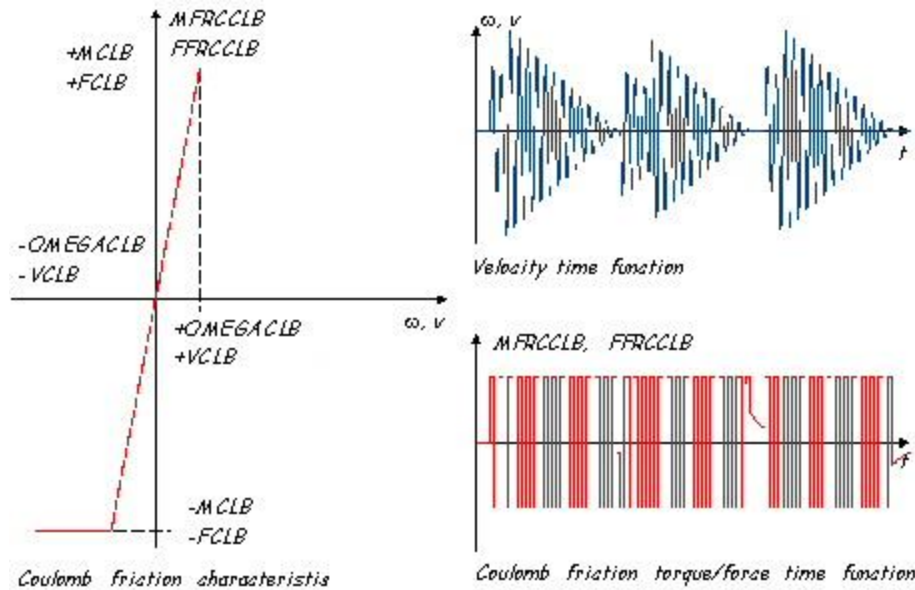 MFRCCLB
FFRCCLB
+MCLB
+FCLB
-OMEGACLB
-VCLB
ω, v
+OMEGACLB
+VCLB
-MCLB
-FCLB
Coulomb friction characteristis
ω, v
t
Velocity time function
MFRCCLB, FFRCCLB
t
Coulomb friction torque/force time function